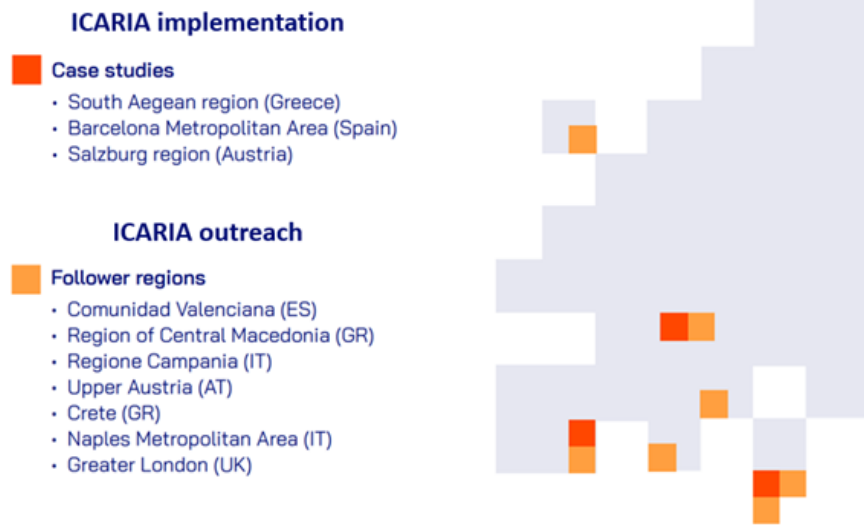 ICARIA implementation
Case studies
• South Aegean region (Greece)
• Barcelona Metropolitan Area (Spain)
• Salzburg region (Austria)
ICARIA outreach
Follower regions
• Comunidad Valenciana (ES)
• Region of Central Macedonia (GR)
• Regione Campania (IT)
• Upper Austria (AT)
• Crete (GR)
• Naples Metropolitan Area (IT)
• Greater London (UK)